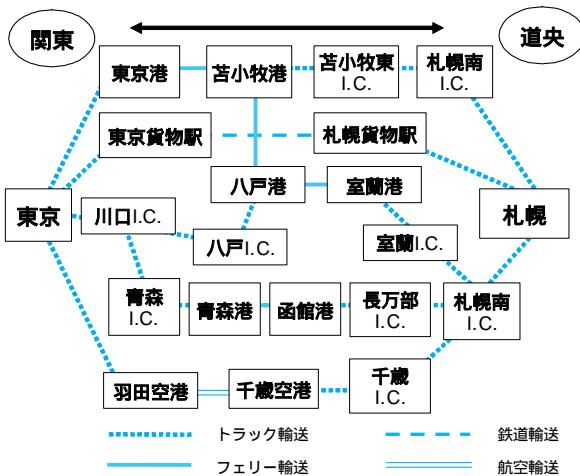 関東
道央
東京港
苫小牧港
苫小牧東
I.C.
札幌南
I.C.
東京貨物駅
札幌貨物駅
八戸港
室蘭港
東京
川口I.C.
札幌
八戸I.C.
室蘭I.C.
青森
I.C.
青森港
函館港
長万部
I.C.
札幌南
I.C.
羽田空港
千歳空港
千歳
I.C.
トラック輸送
鉄道輸送
フェリー輸送
航空輸送